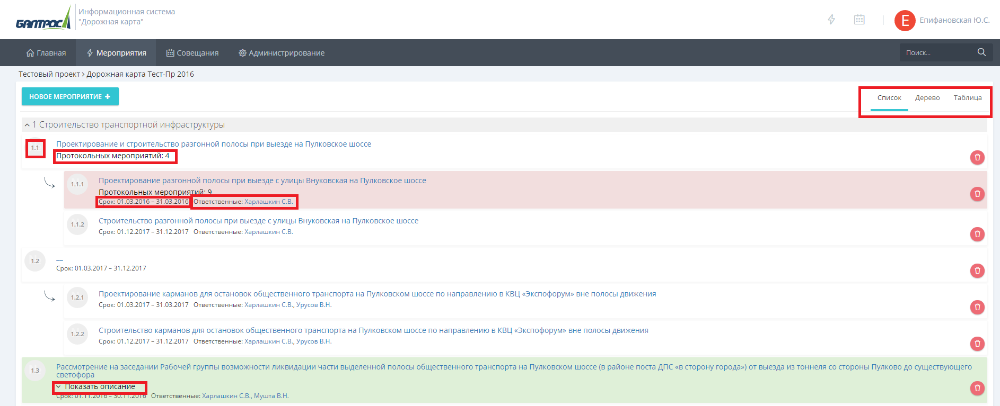 БАЛТРОС
Информационная система
"Дорожная карта"
Е
Епифановская Ю.С.
Главная
Мероприятия
Совещания
Администрирование
Поиск...
Тестовый проект › Дорожная карта Тест-Пр 2016
НОВОЕ МЕРОПРИЯТИЕ +
Список
Дерево
Таблица
1 Строительство транспортной инфраструктуры
1.1
Проектирование и строительство разгонной полосы при выезде на Пулковское шоссе
Протокольных мероприятий: 4
1.1.1
Проектирование разгонной полосы при выезде с улицы Внуковская на Пулковское шоссе
Протокольных мероприятий: 9
Срок: 01.03.2016 – 31.03.2016 Ответственные: Харлашкин С.В.
1.1.2
Строительство разгонной полосы при выезде с улицы Внуковская на Пулковское шоссе
Срок: 01.12.2017 – 31.12.2017 Ответственные: Харлашкин С.В.
1.2
—
Срок: 01.03.2017 – 31.12.2017
1.2.1
Проектирование карманов для остановок общественного транспорта на Пулковском шоссе по направлению в КВЦ «Экспофорум» вне полосы движения
Срок: 01.03.2017 – 31.03.2017 Ответственные: Харлашкин С.В., Урусов В.Н.
1.2.2
Строительство карманов для остановок общественного транспорта на Пулковском шоссе по направлению в КВЦ «Экспофорум» вне полосы движения
Срок: 01.12.2017 – 31.12.2017 Ответственные: Харлашкин С.В., Урусов В.Н.
1.3
Рассмотрение на заседании Рабочей группы возможности ликвидации части выделенной полосы общественного транспорта на Пулковском шоссе (в районе поста ДПС «в сторону города») от выезда из тоннеля со стороны Пулково до существующего
светофора
Показать описание
Срок: 01.11.2016 – 30.11.2016 Ответственные: Харлашкин С.В., Мушта В.Н.